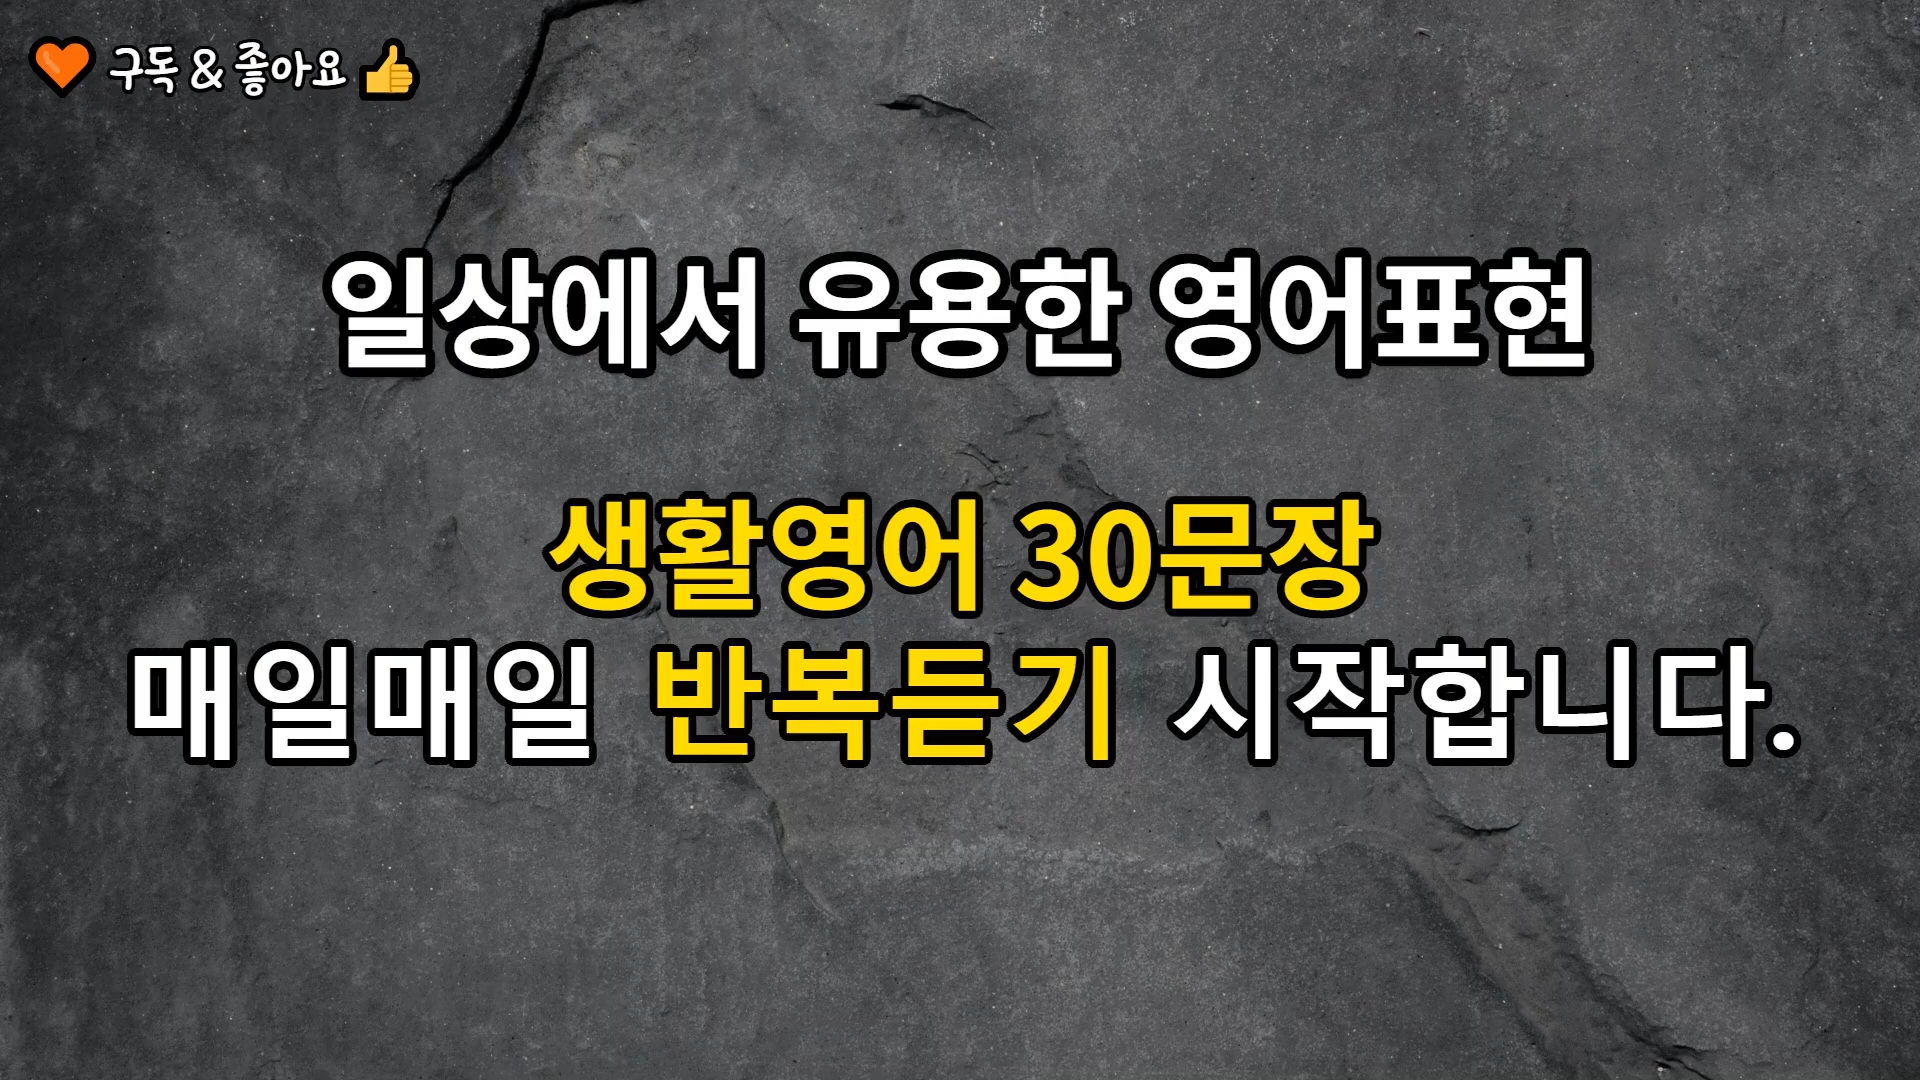 구독 & 좋아요
일상에서 유용한 영어표현
생활영어 30문장
매일매일 반복듣기 시작합니다.